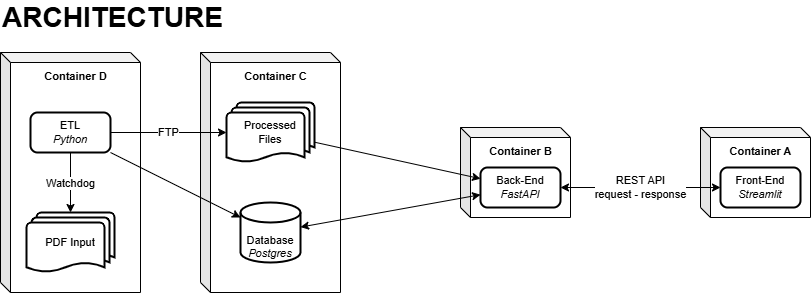 ARCHITECTURE
Container D
ETL
Python
Watchdog
PDF Input
FTP
Container C
Processed
Files
Database
Postgres
Container B
Back-End
FastAPI
REST API
request - response
Container A
Front-End
Streamlit